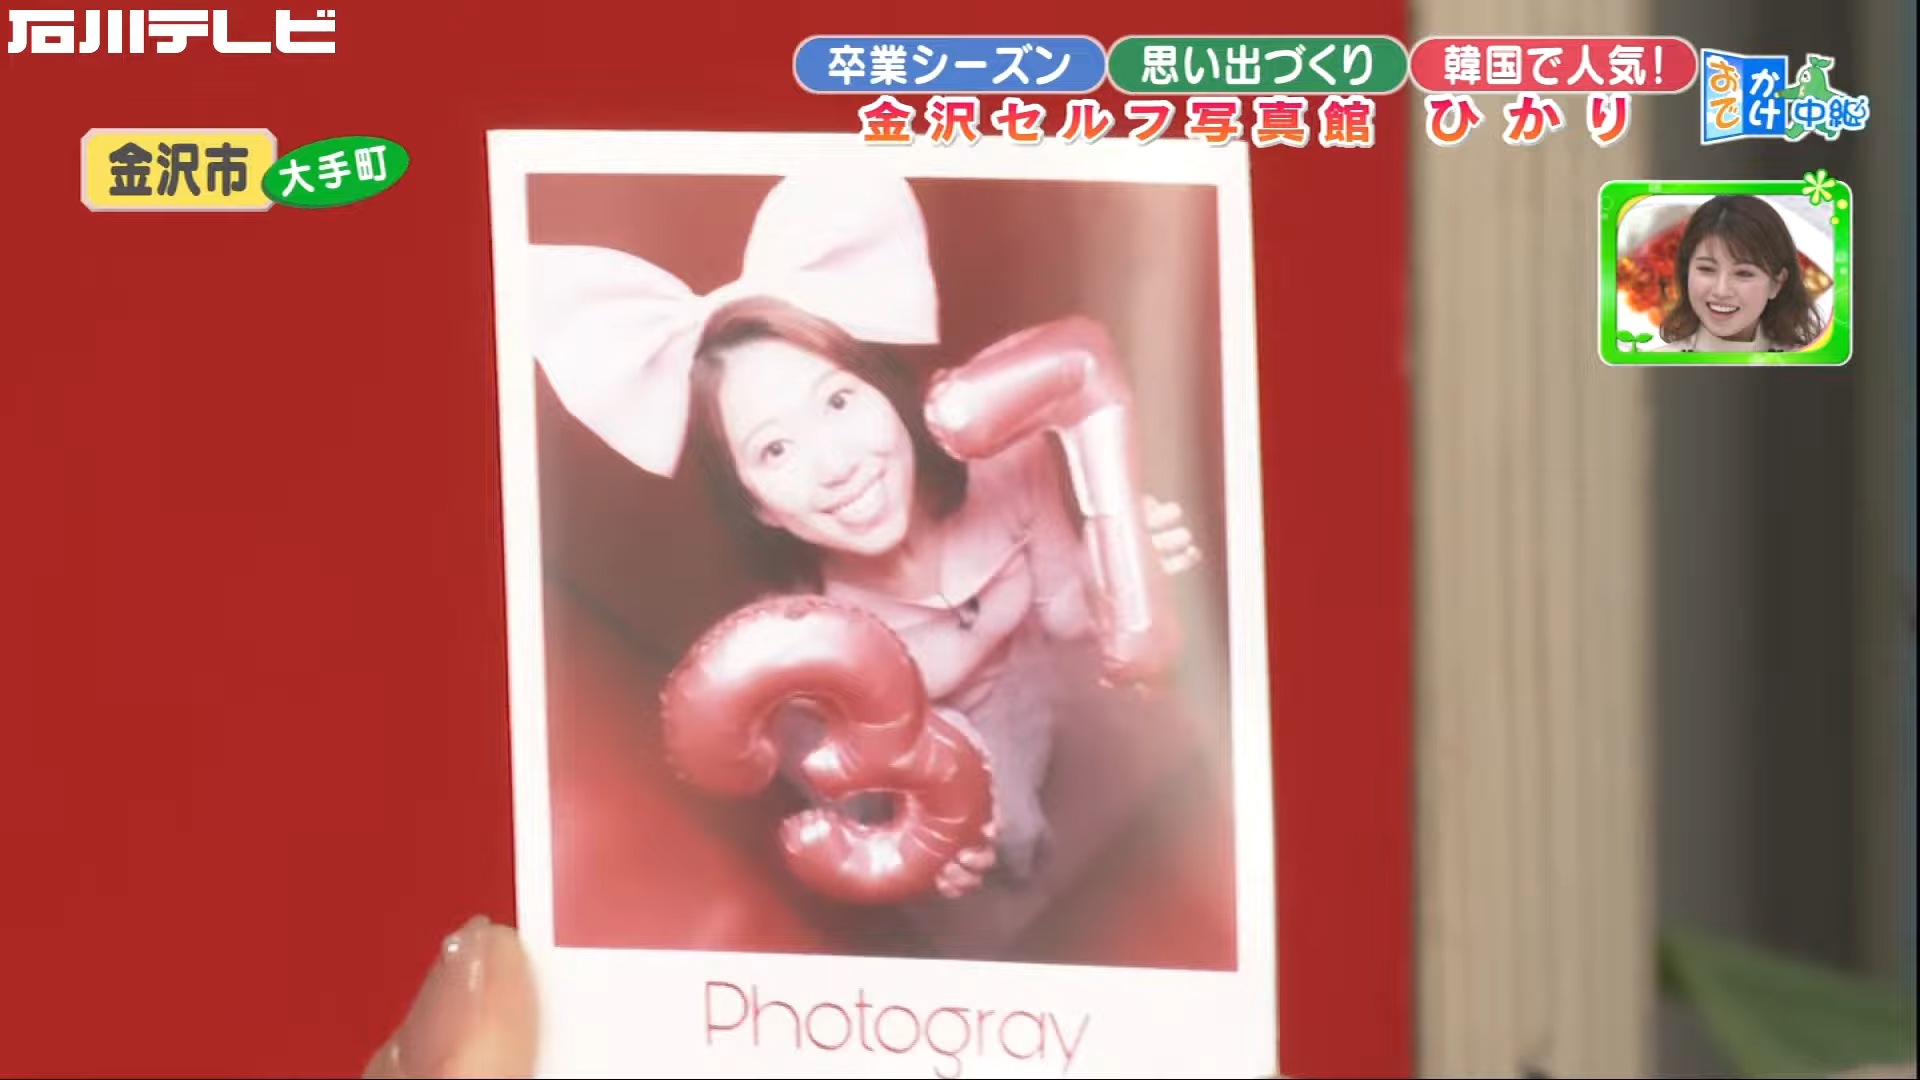 石川テレビ
卒業シーズン 思い出づくり 韓国で人気!
金沢セルフ写真館 ひかり
おでかけ中継
金沢市 大手町
Photogray